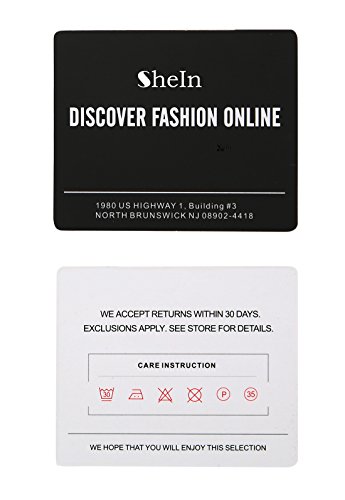 SheIn
DISCOVER FASHION ONLINE
1980 US HIGHWAY 1, Building #3
NORTH BRUNSWICK NJ 08902-4418
WE ACCEPT RETURNS WITHIN 30 DAYS.
EXCLUSIONS APPLY. SEE STORE FOR DETAILS.
CARE INSTRUCTION
30 P 35
WE HOPE THAT YOU WILL ENJOY THIS SELECTION